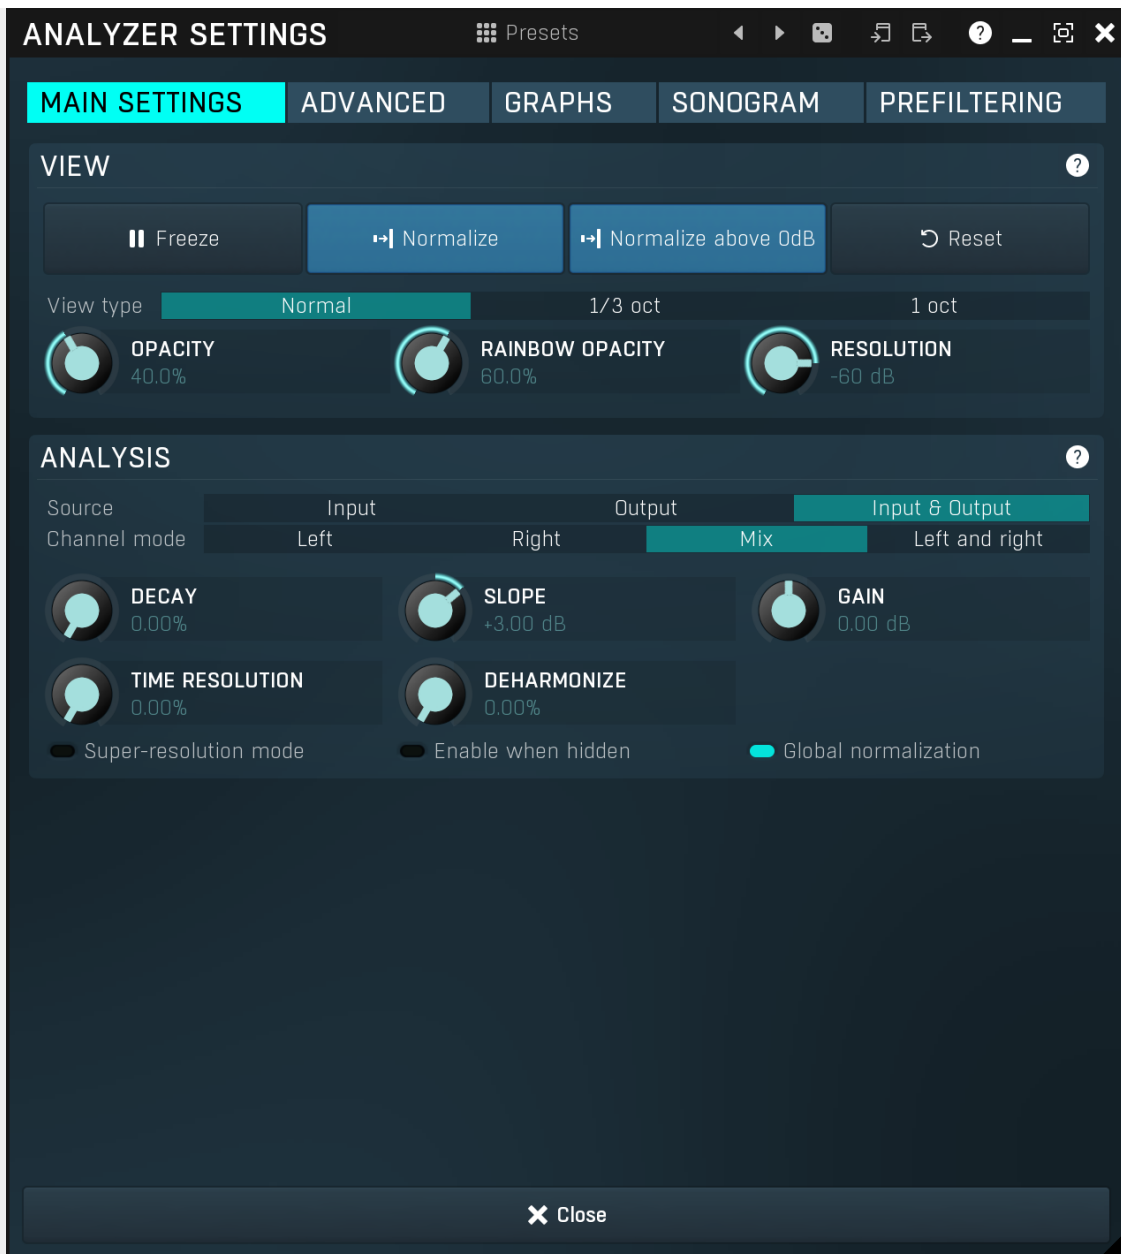 ANALYZER SETTINGS Presets ?
MAIN SETTINGS ADVANCED GRAPHS SONOGRAM PREFILTERING
VIEW ?
Freeze Normalize Normalize above 0dB Reset
View type Normal 1/3 oct 1 oct
OPACITY RAINBOW OPACITY RESOLUTION
40.0% 60.0% -60 dB
ANALYSIS ?
Source Input Output Input & Output
Channel mode Left Right Mix Left and right
DECAY SLOPE GAIN
0.00% +3.00 dB 0.00 dB
TIME RESOLUTION DEHARMONIZE
0.00% 0.00%
Super-resolution mode Enable when hidden Global normalization
Close